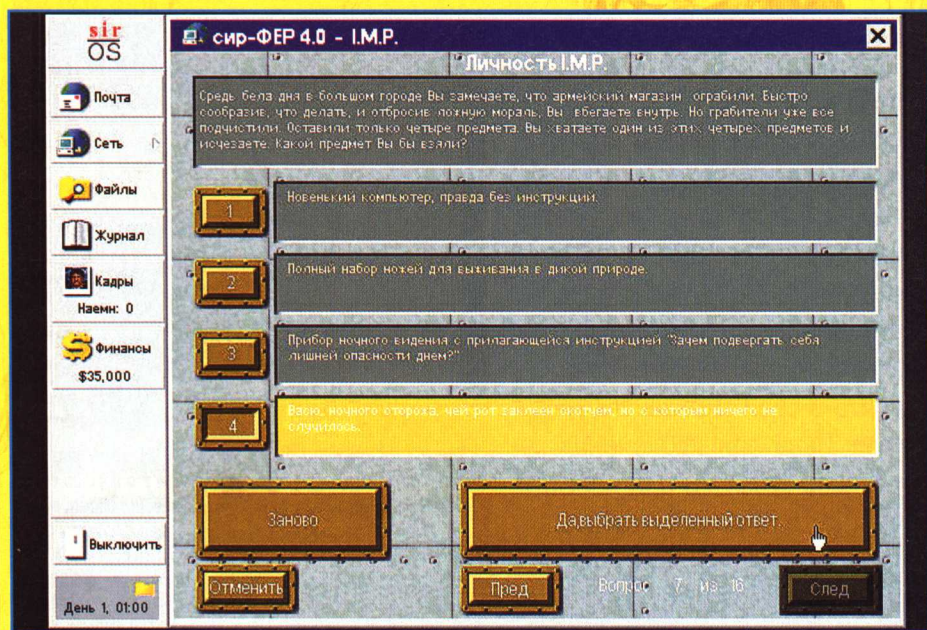 sir
OS
сир-ФЕР 4.0 - I.M.P.
Личность I.M.P.
Почта
Сеть
Файлы
Журнал
Кадры
Наемн: 0
Финансы
$35,000
Выключить
День 1, 01:00
Средь бела дня в большом городе Вы замечаете, что армейский магазин ограбили. Быстро
сообразив, что делать, и отбросив ложную мораль, Вы вбегаете внутрь. Но грабители уже все
подчистили. Оставили только четыре предмета. Вы хватаете один из этих четырех предметов и
исчезаете. Какой предмет Вы бы взяли?
1
Новенький компьютер, правда без инструкций.
2
Полный набор ножей для выживания в дикой природе.
3
Прибор ночного видения с прилагающейся инструкцией "Зачем подвергать себя
лишней опасности днем?"
4
Васю, ночного сторожа, чей рот заклеен скотчем, но с которым ничего не
случилось.
Заново
Да,выбрать выделенный ответ.
Отменить
Пред
Вопрос 7 из 16
След